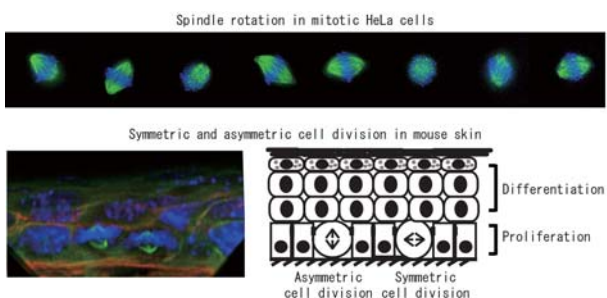 Spindle rotation in mitotic HeLa cells
Symmetric and asymmetric cell division in mouse skin
Differentiation
Proliferation
Asymmetric cell division
Symmetric cell division